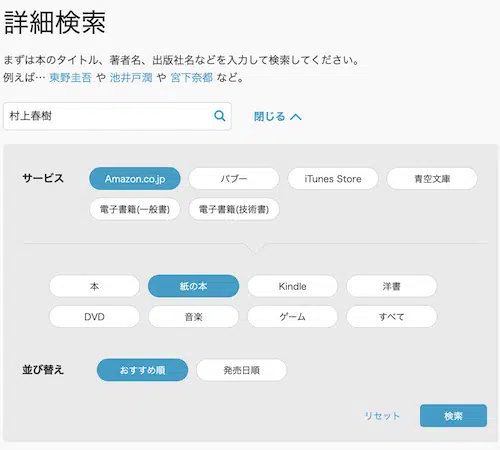 詳細検索
まずは本のタイトル、著者名、出版社名などを入力して検索してください。
例えば… 東野圭吾 や 池井戸潤 や 宮下奈都 など。
村上春樹 閉じる
サービス Amazon.co.jp パブー iTunes Store 青空文庫
電子書籍(一般書) 電子書籍(技術書)
本 紙の本 Kindle 洋書
DVD 音楽 ゲーム すべて
並び替え おすすめ順 発売日順
リセット 検索